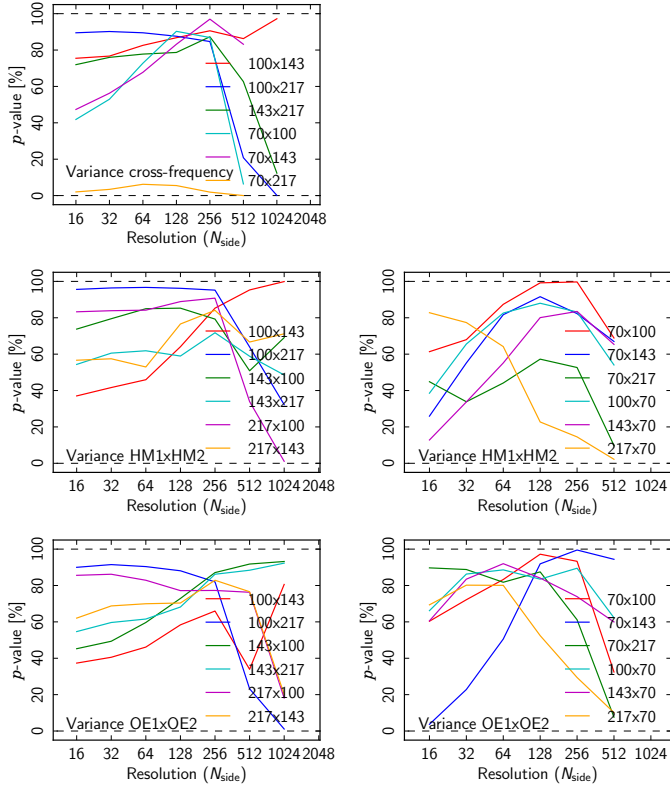 100
80
60
40
20
0
p-value [%]
100x143
100x217
143x217
70x100
70x143
70x217
Variance cross-frequency
16 32 64 128 256 512 1024 2048
Resolution (Nside)
100
80
60
40
20
0
p-value [%]
100x143
100x217
143x100
143x217
217x100
217x143
Variance HM1xHM2
16 32 64 128 256 512 1024 2048
Resolution (Nside)
100
80
60
40
20
0
p-value [%]
70x100
70x143
70x217
100x70
143x70
217x70
Variance HM1xHM2
16 32 64 128 256 512 1024
Resolution (Nside)
100
80
60
40
20
0
p-value [%]
100x143
100x217
143x100
143x217
217x100
217x143
Variance OE1xOE2
16 32 64 128 256 512 1024 2048
Resolution (Nside)
100
80
60
40
20
0
p-value [%]
70x100
70x143
70x217
100x70
143x70
217x70
Variance OE1xOE2
16 32 64 128 256 512 1024
Resolution (Nside)